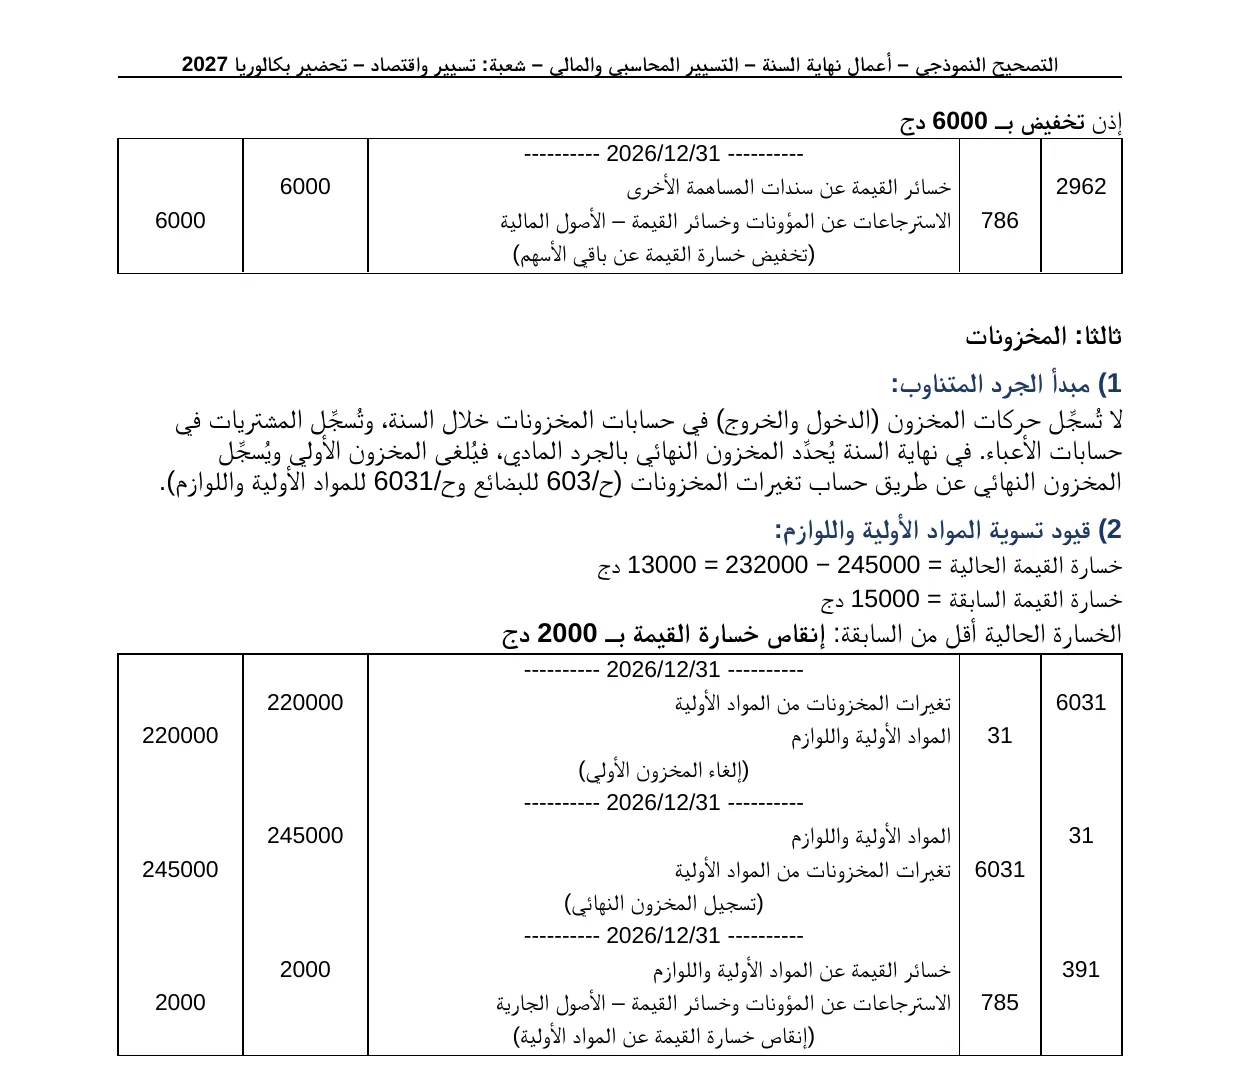 التصحيح النموذجي – أعمال نهاية السنة – التسيير المحاسبي والمالي – شعبة: تسيير واقتصاد – تحضير بكالوريا 2027
إذن تخفيض بـ 6000 دج
---------- 2026/12/31 ----------
2962 خسائر القيمة عن سندات المساهمة الأخرى 6000
786 الاسترجاعات عن المؤونات وخسائر القيمة – الأصول المالية 6000
(تخفيض خسارة القيمة عن باقي الأسهم)
ثالثا: المخزونات
1) مبدأ الجرد المتناوب:
لا تُسجَّل حركات المخزون (الدخول والخروج) في حسابات المخزونات خلال السنة، وتُسجَّل المشتريات في
حسابات الأعباء. في نهاية السنة يُحدَّد المخزون النهائي بالجرد المادي، فيُلغى المخزون الأولي ويُسجَّل
المخزون النهائي عن طريق حساب تغيرات المخزونات (ح/603 للبضائع وح/6031 للمواد الأولية واللوازم).
2) قيود تسوية المواد الأولية واللوازم:
خسارة القيمة الحالية = 245000 − 232000 = 13000 دج
خسارة القيمة السابقة = 15000 دج
الخسارة الحالية أقل من السابقة: إنقاص خسارة القيمة بـ 2000 دج
---------- 2026/12/31 ----------
6031 تغيرات المخزونات من المواد الأولية 220000
31 المواد الأولية واللوازم 220000
(إلغاء المخزون الأولي)
---------- 2026/12/31 ----------
31 المواد الأولية واللوازم 245000
6031 تغيرات المخزونات من المواد الأولية 245000
(تسجيل المخزون النهائي)
---------- 2026/12/31 ----------
391 خسائر القيمة عن المواد الأولية واللوازم 2000
785 الاسترجاعات عن المؤونات وخسائر القيمة – الأصول الجارية 2000
(إنقاص خسارة القيمة عن المواد الأولية)